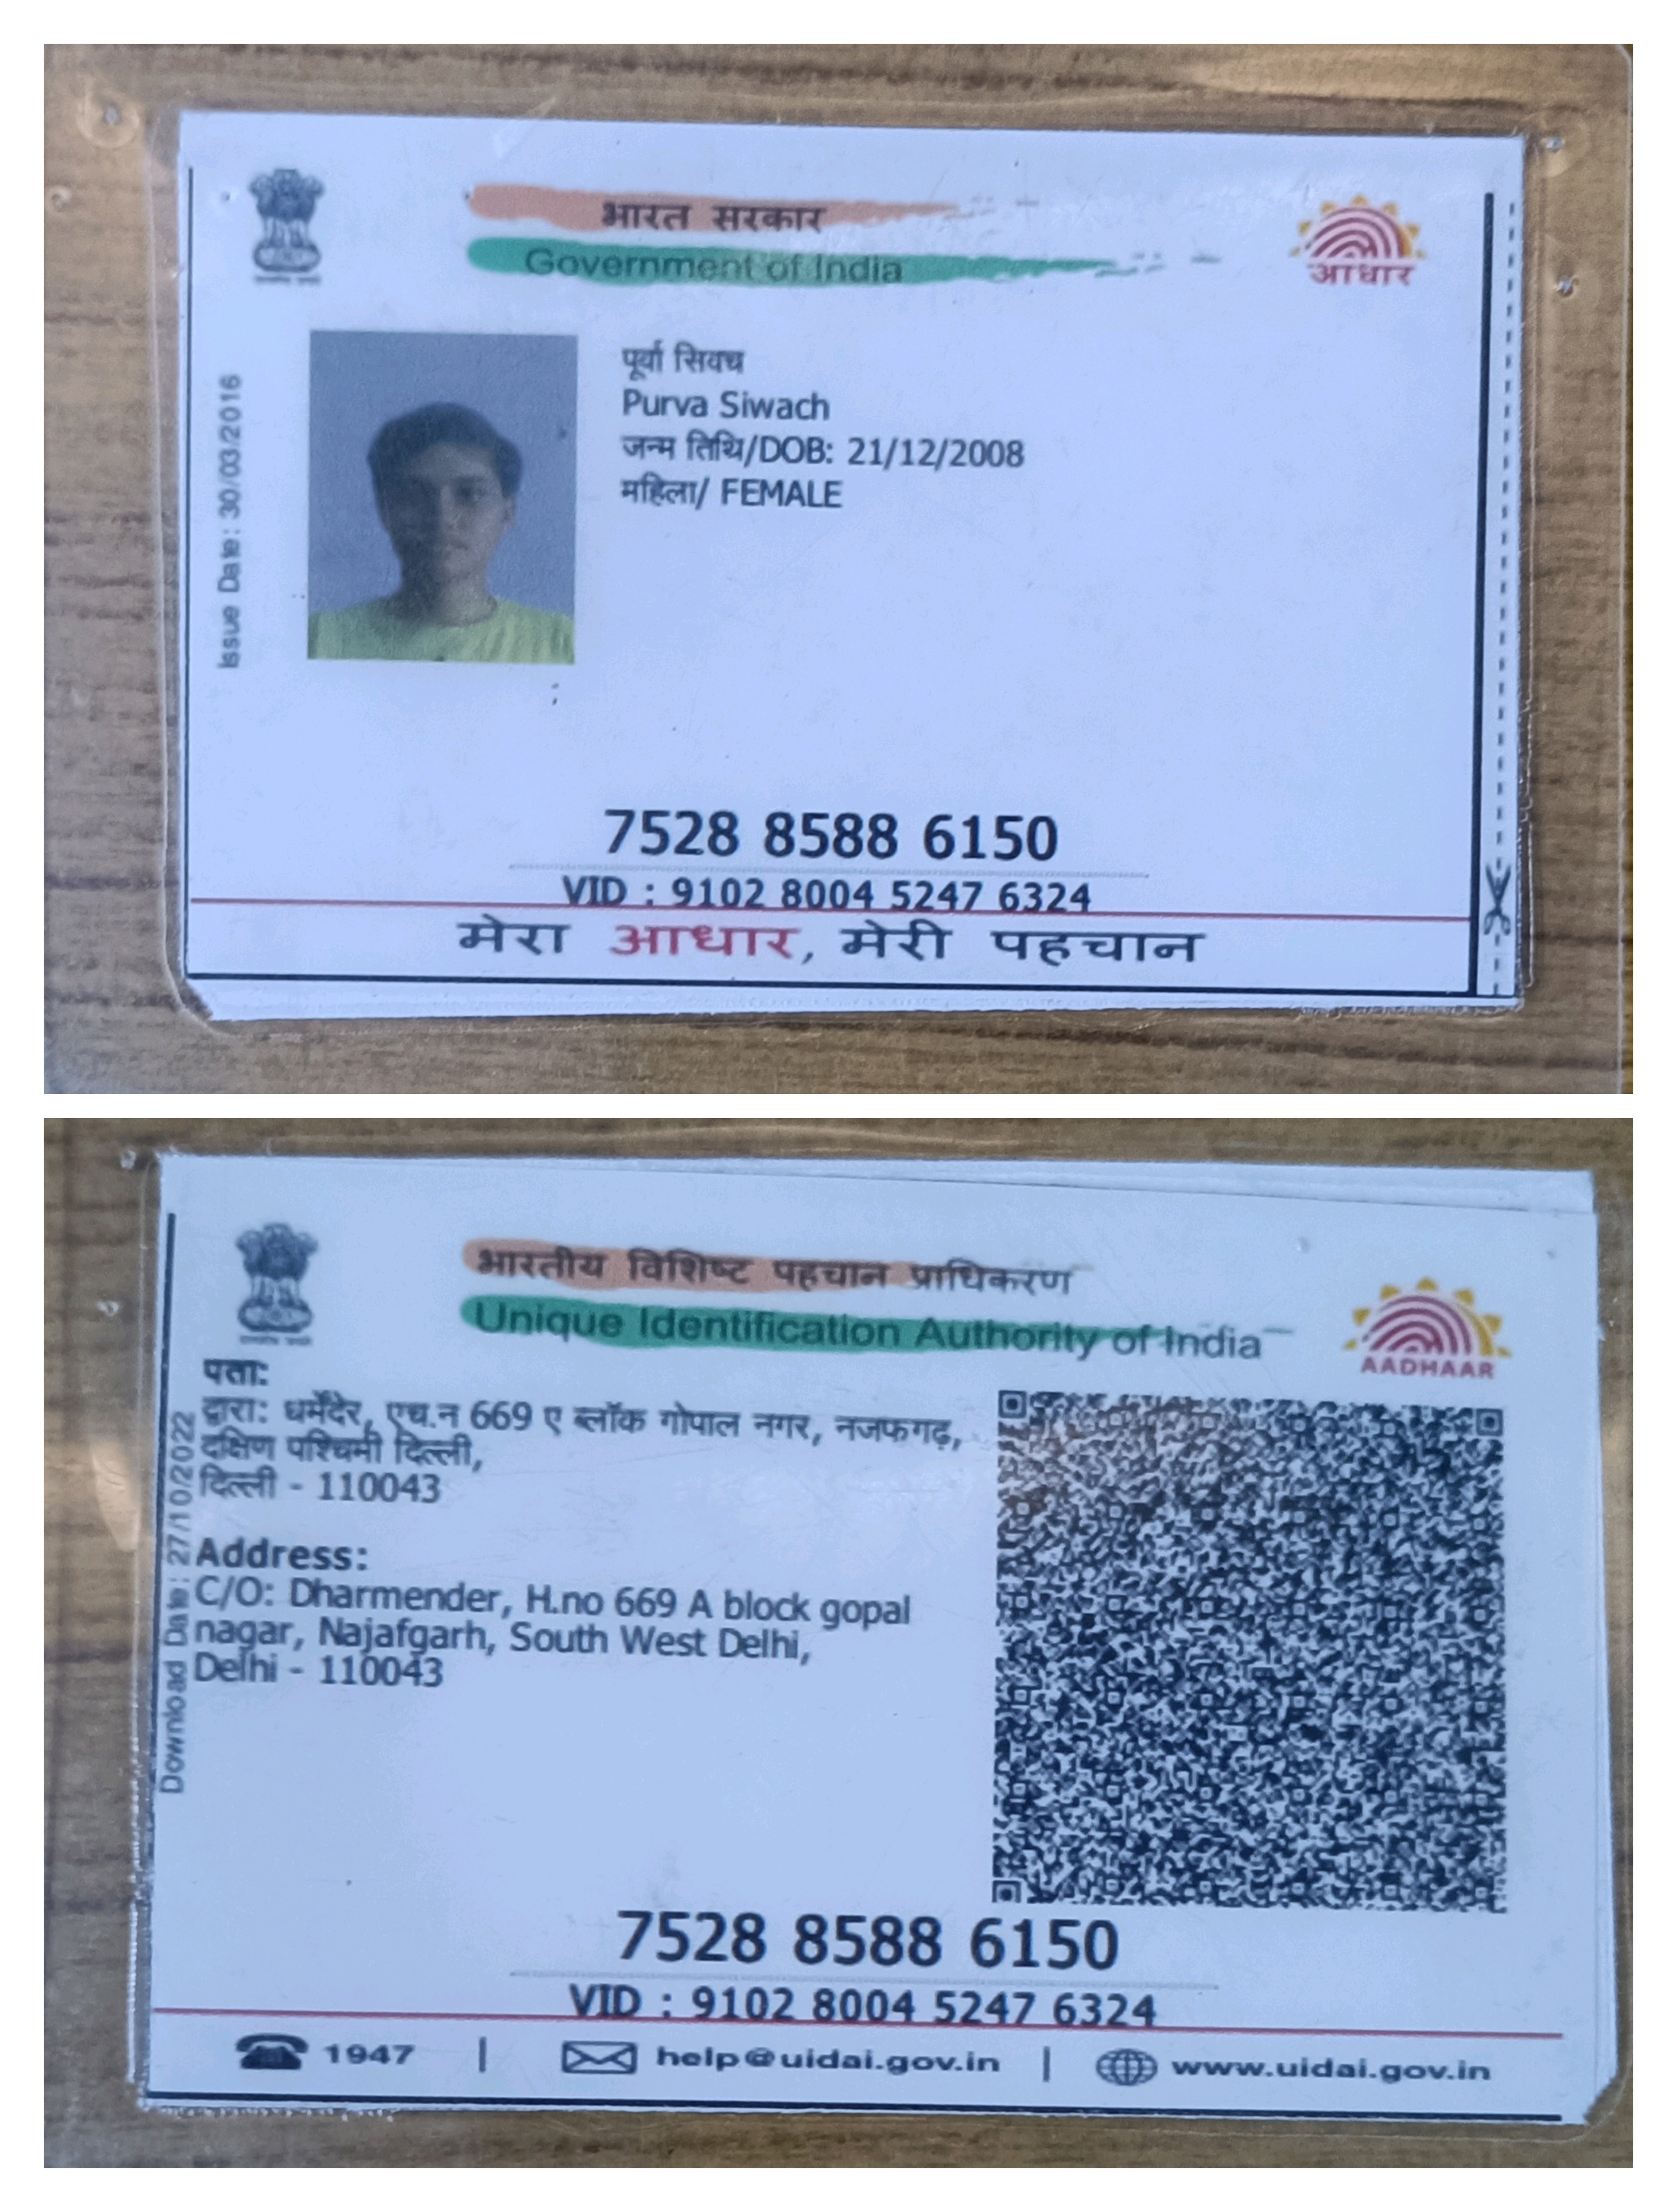 भारत सरकार
Government of India
आधार
Issue Date: 30/03/2016
पूर्वा सिवच
Purva Siwach
जन्म तिथि/DOB: 21/12/2008
महिला/ FEMALE
7528 8588 6150
VID : 9102 8004 5247 6324
मेरा आधार, मेरी पहचान
भारतीय विशिष्ट पहचान प्राधिकरण
Unique Identification Authority of India
AADHAAR
Download Date: 27/10/2022
पता:
द्वारा: धर्मेंदेर, एच.न 669 ए ब्लॉक गोपाल नगर, नजफगढ़,
दक्षिण पश्चिमी दिल्ली,
दिल्ली - 110043
Address:
C/O: Dharmender, H.no 669 A block gopal
nagar, Najafgarh, South West Delhi,
Delhi - 110043
7528 8588 6150
VID : 9102 8004 5247 6324
1947 | help@uidai.gov.in | www.uidai.gov.in